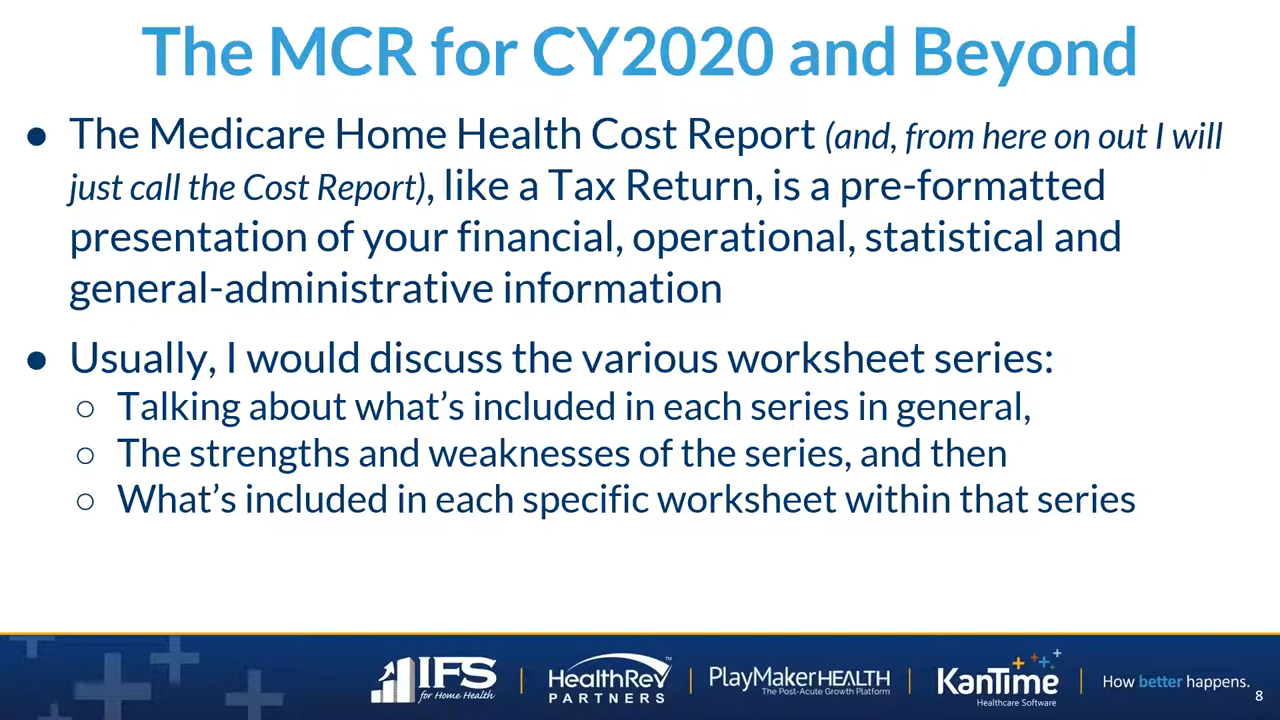 The MCR for CY2020 and Beyond
● The Medicare Home Health Cost Report (and, from here on out I will
just call the Cost Report), like a Tax Return, is a pre-formatted
presentation of your financial, operational, statistical and
general-administrative information
● Usually, I would discuss the various worksheet series:
○ Talking about what's included in each series in general,
○ The strengths and weaknesses of the series, and then
○ What's included in each specific worksheet within that series
IFS
for Home Health
HealthRev™
PARTNERS
PlayMakerHEALTH
The Post-Acute Growth Platform
KanTime
Healthcare Software
How better happens.
8